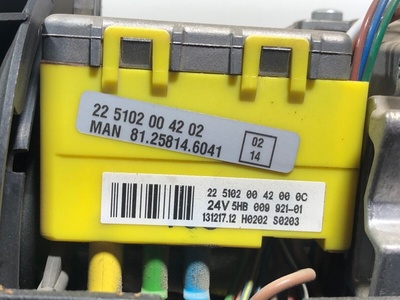 22 5102 00 42 02
MAN 81.25814.6041
02
14
22 5102 00 42 00 0C
24V 5HB 009 921-01
131217.12 H0202 S0203